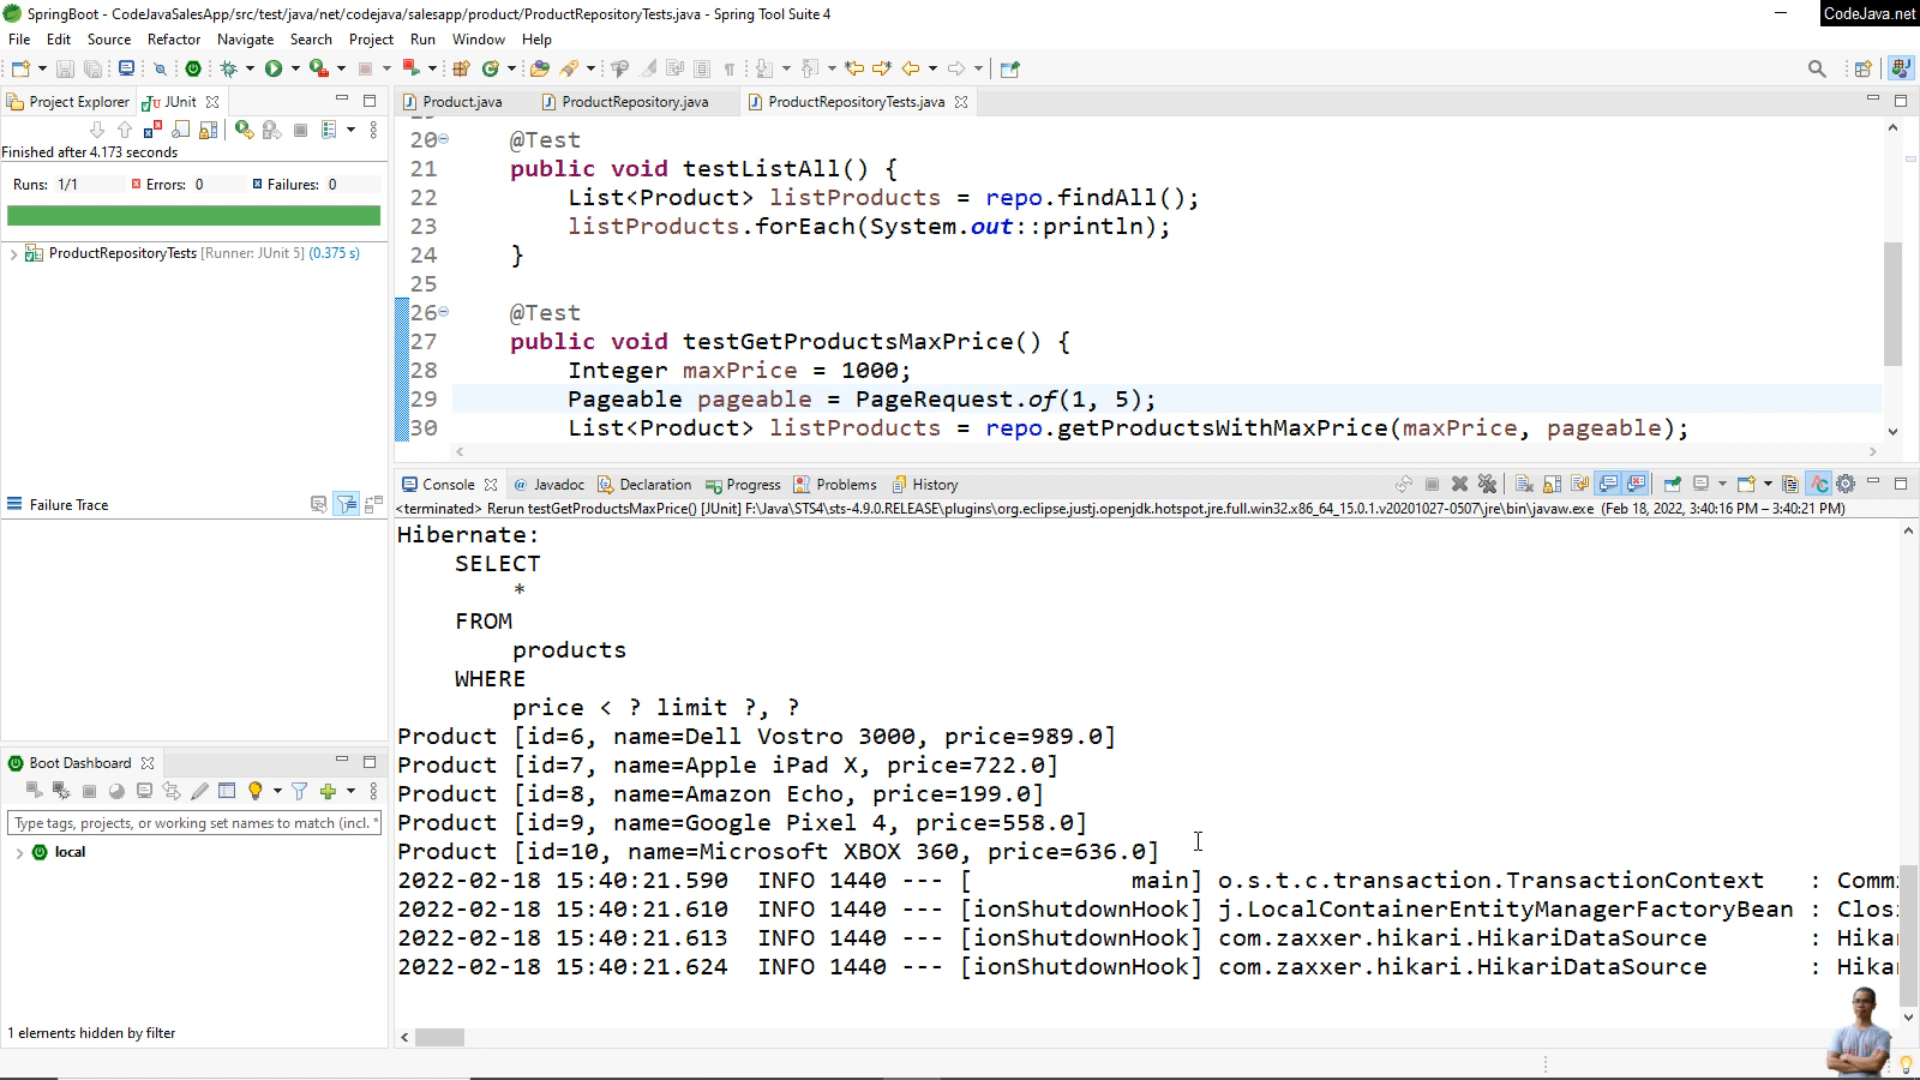 SpringBoot - CodeJavaSalesApp/src/test/java/net/codejava/salesapp/product/ProductRepositoryTests.java - Spring Tool Suite 4
CodeJava.net
File Edit Source Refactor Navigate Search Project Run Window Help
Project Explorer JUnit
Product.java ProductRepository.java ProductRepositoryTests.java
Finished after 4.173 seconds
Runs: 1/1 Errors: 0 Failures: 0
ProductRepositoryTests [Runner: JUnit 5] (0.375 s)
Failure Trace
20 @Test
21 public void testListAll() {
22 List<Product> listProducts = repo.findAll();
23 listProducts.forEach(System.out::println);
24 }
25
26 @Test
27 public void testGetProductsMaxPrice() {
28 Integer maxPrice = 1000;
29 Pageable pageable = PageRequest.of(1, 5);
30 List<Product> listProducts = repo.getProductsWithMaxPrice(maxPrice, pageable);
Console Javadoc Declaration Progress Problems History
<terminated> Rerun testGetProductsMaxPrice() [JUnit] F:\Java\STS4\sts-4.9.0.RELEASE\plugins\org.eclipse.justj.openjdk.hotspot.jre.full.win32.x86_64_15.0.1.v20201027-0507\jre\bin\javaw.exe (Feb 18, 2022, 3:40:16 PM – 3:40:21 PM)
Hibernate:
SELECT
*
FROM
products
WHERE
price < ? limit ?, ?
Product [id=6, name=Dell Vostro 3000, price=989.0]
Product [id=7, name=Apple iPad X, price=722.0]
Product [id=8, name=Amazon Echo, price=199.0]
Product [id=9, name=Google Pixel 4, price=558.0]
Product [id=10, name=Microsoft XBOX 360, price=636.0]
2022-02-18 15:40:21.590 INFO 1440 --- [ main] o.s.t.c.transaction.TransactionContext : Comm
2022-02-18 15:40:21.610 INFO 1440 --- [ionShutdownHook] j.LocalContainerEntityManagerFactoryBean : Clos
2022-02-18 15:40:21.613 INFO 1440 --- [ionShutdownHook] com.zaxxer.hikari.HikariDataSource : Hika
2022-02-18 15:40:21.624 INFO 1440 --- [ionShutdownHook] com.zaxxer.hikari.HikariDataSource : Hika
Boot Dashboard
Type tags, projects, or working set names to match (incl. *
local
1 elements hidden by filter